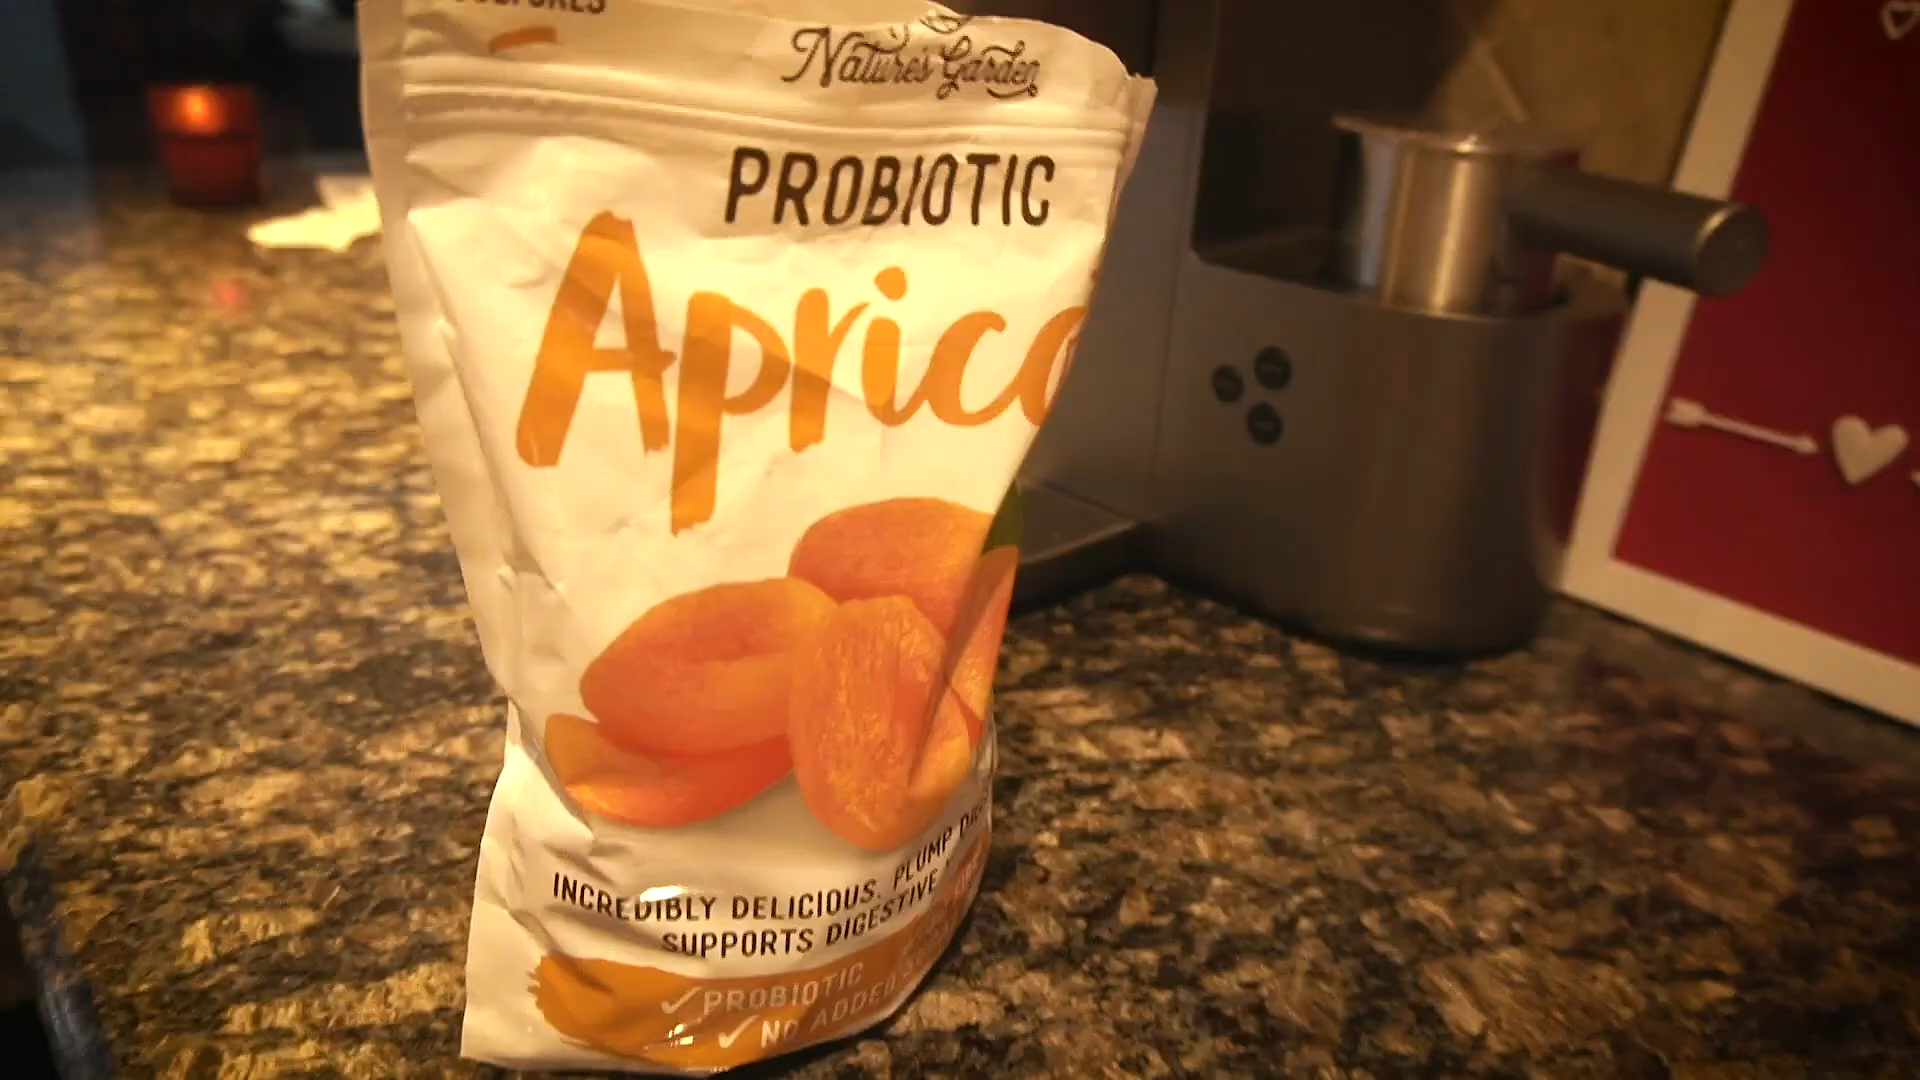 Nature's Garden
PROBIOTIC
Aprico
INCREDIBLY DELICIOUS, PLUMP
SUPPORTS DIGESTIVE
✓PROBIOTIC
✓NO ADDED